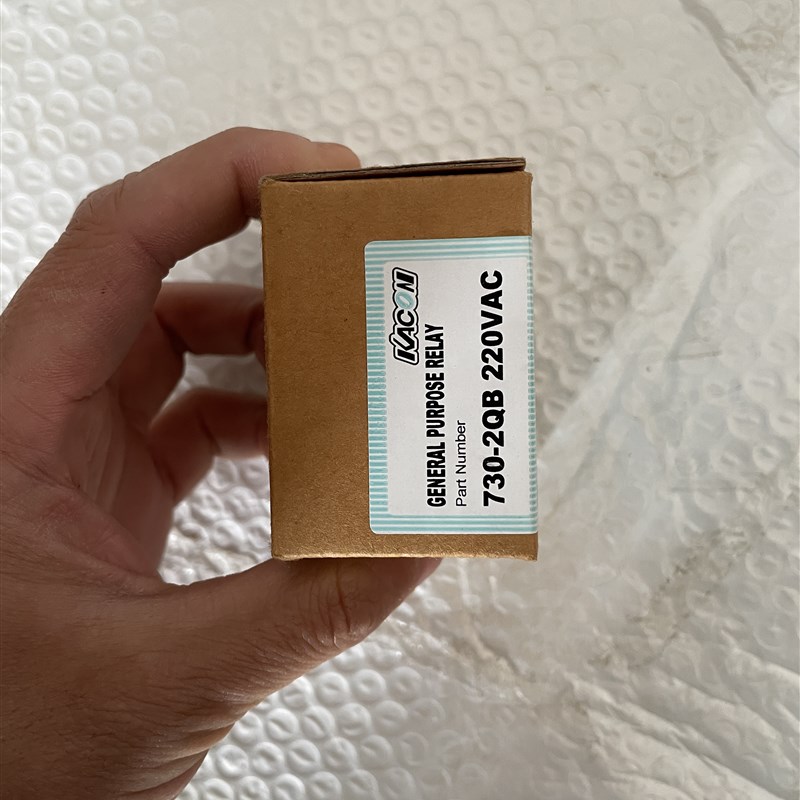 KACON
GENERAL PURPOSE RELAY
Part Number
730-2QB 220VAC